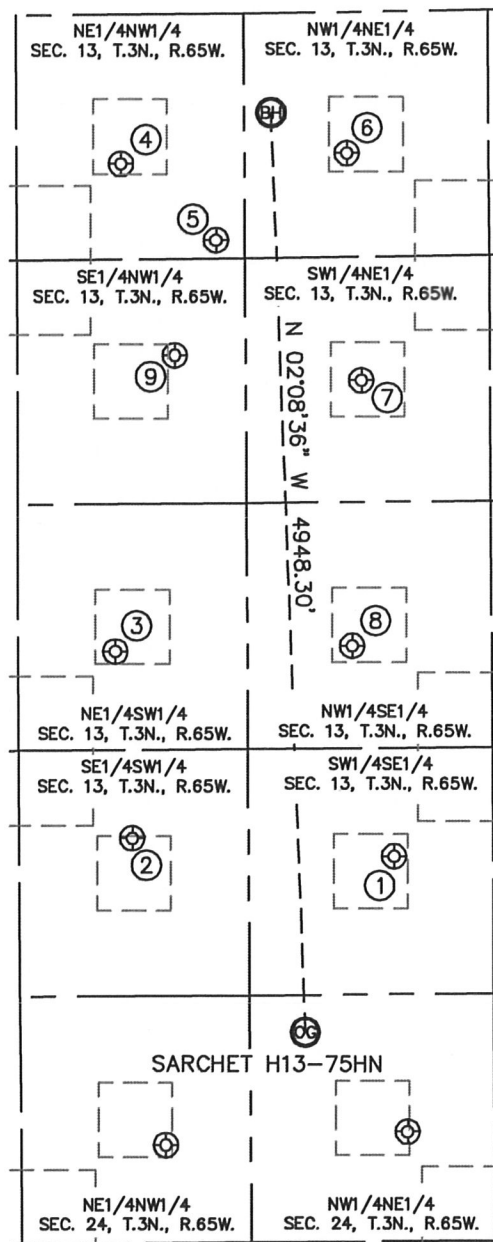 NE1/4NW1/4
SEC. 13, T.3N., R.65W.
NW1/4NE1/4
SEC. 13, T.3N., R.65W.
BH
4
6
5
SE1/4NW1/4
SEC. 13, T.3N., R.65W.
SW1/4NE1/4
SEC. 13, T.3N., R.65W.
N 02°08'36" W 4948.30'
9
7
3
8
NE1/4SW1/4
SEC. 13, T.3N., R.65W.
NW1/4SE1/4
SEC. 13, T.3N., R.65W.
SE1/4SW1/4
SEC. 13, T.3N., R.65W.
SW1/4SE1/4
SEC. 13, T.3N., R.65W.
2
1
OG
SARCHET H13-75HN
NE1/4NW1/4
SEC. 24, T.3N., R.65W.
NW1/4NE1/4
SEC. 24, T.3N., R.65W.